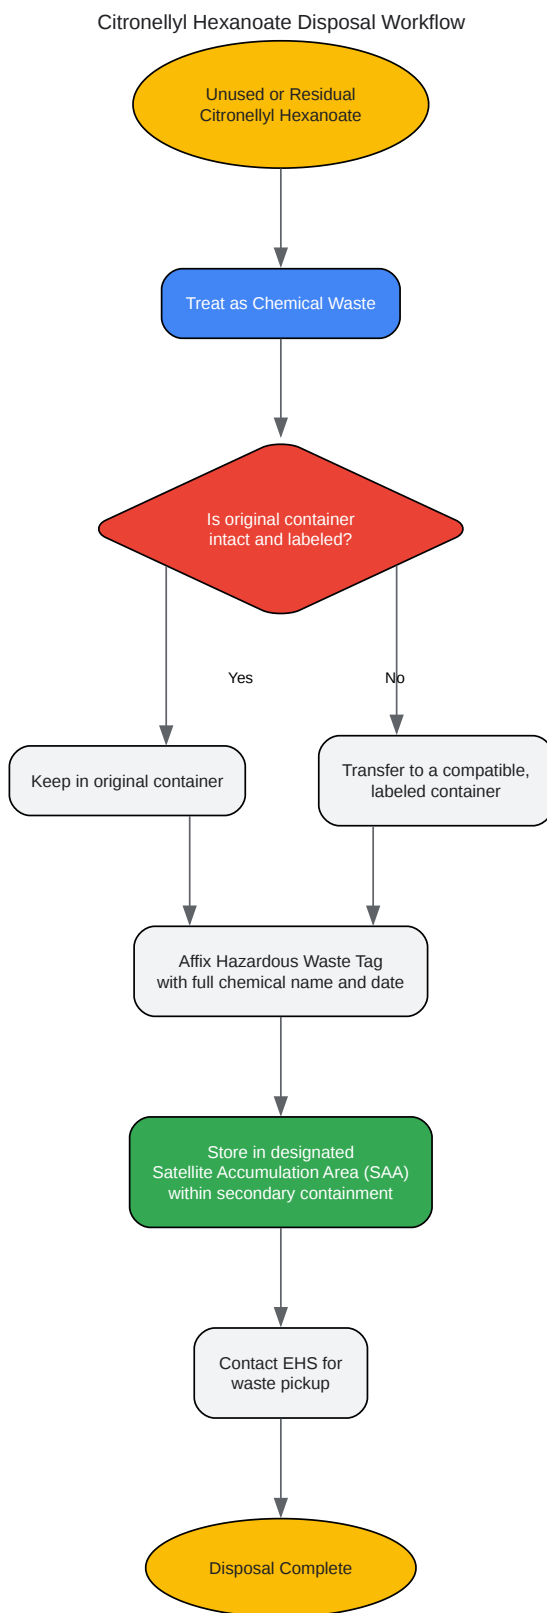 Citronellyl Hexanoate Disposal Workflow
Unused or Residual
Citronellyl Hexanoate
Treat as Chemical Waste
Is original container
intact and labeled?
Yes
No
Keep in original container
Transfer to a compatible,
labeled container
Affix Hazardous Waste Tag
with full chemical name and date
Store in designated
Satellite Accumulation Area (SAA)
within secondary containment
Contact EHS for
waste pickup
Disposal Complete